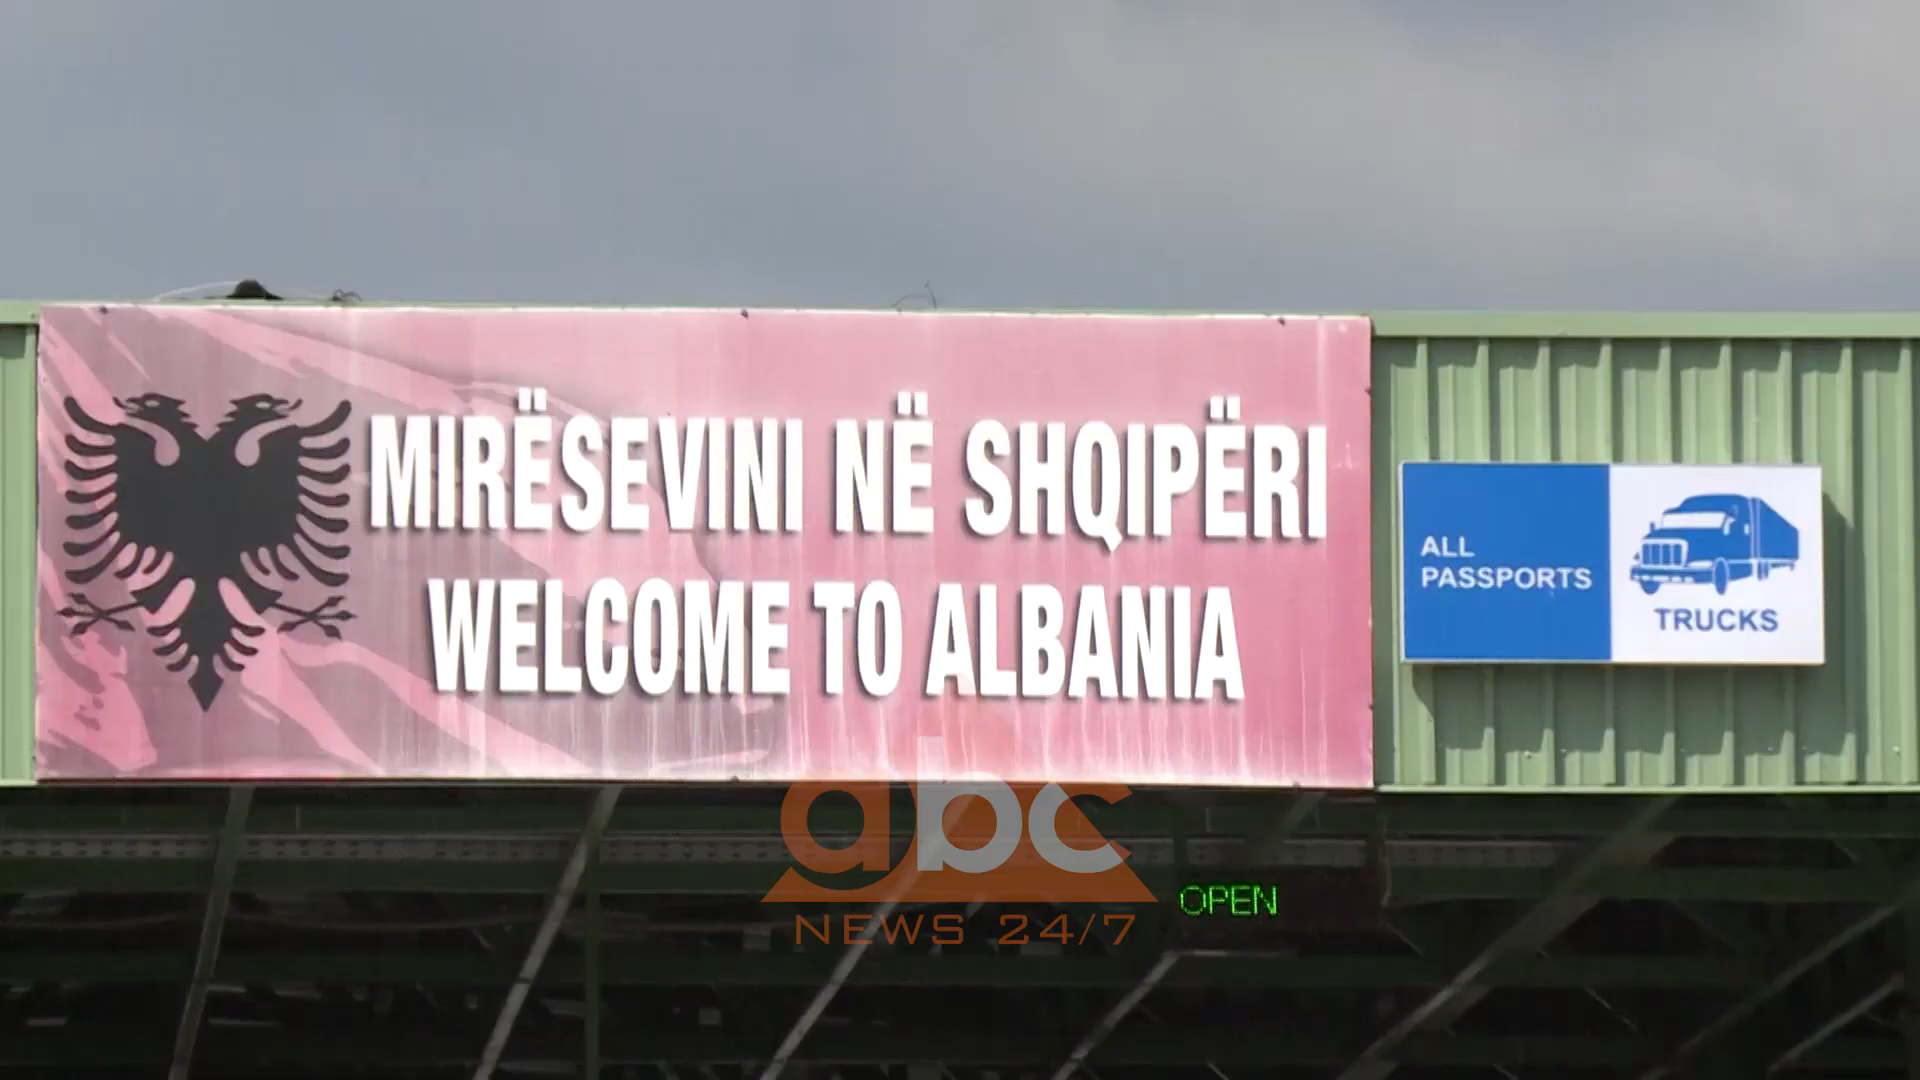 MIRËSEVINI NË SHQIPËRI
WELCOME TO ALBANIA
ALL
PASSPORTS
TRUCKS
abc
NEWS 24/7
OPEN